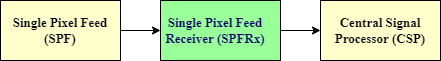 Single Pixel Feed
(SPF)
Single Pixel Feed
Receiver (SPFRx)
Central Signal
Processor (CSP)